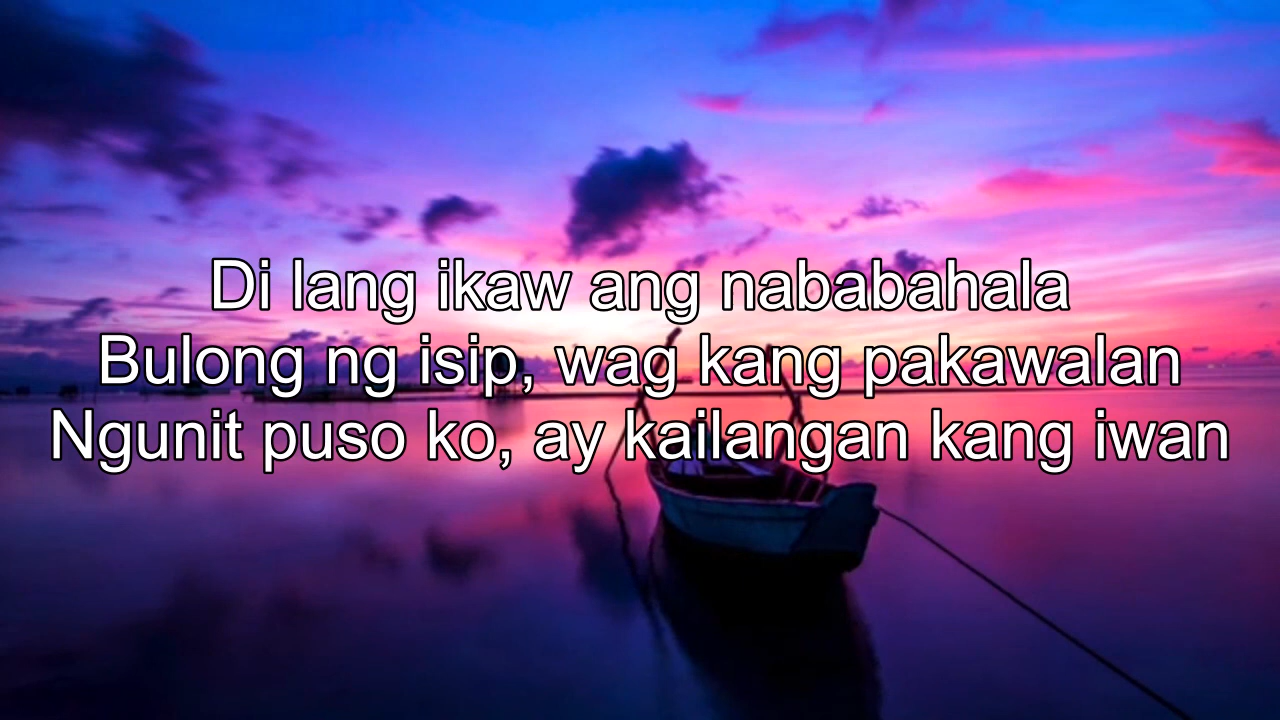 Di lang ikaw ang nababahala
Bulong ng isip, wag kang pakawalan
Ngunit puso ko, ay kailangan kang iwan